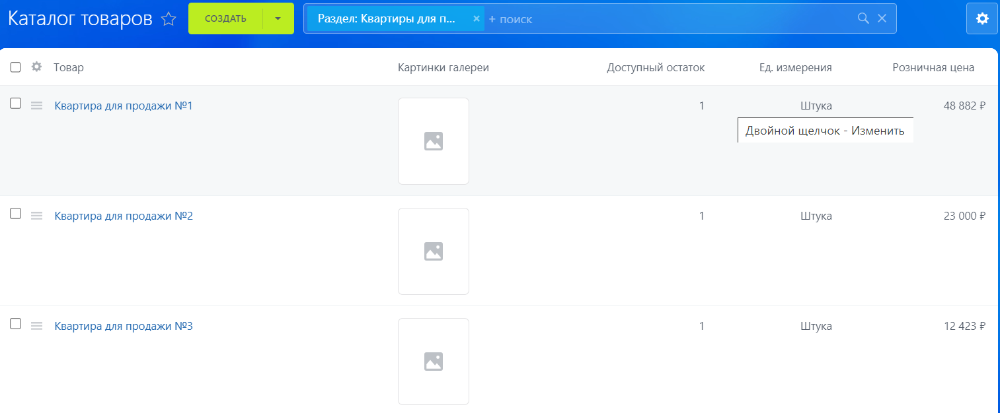 Каталог товаров СОЗДАТЬ Раздел: Квартиры для п... × + поиск
Товар Картинки галереи Доступный остаток Ед. измерения Розничная цена
Квартира для продажи №1 1 Штука 48 882 ₽
Двойной щелчок - Изменить
Квартира для продажи №2 1 Штука 23 000 ₽
Квартира для продажи №3 1 Штука 12 423 ₽